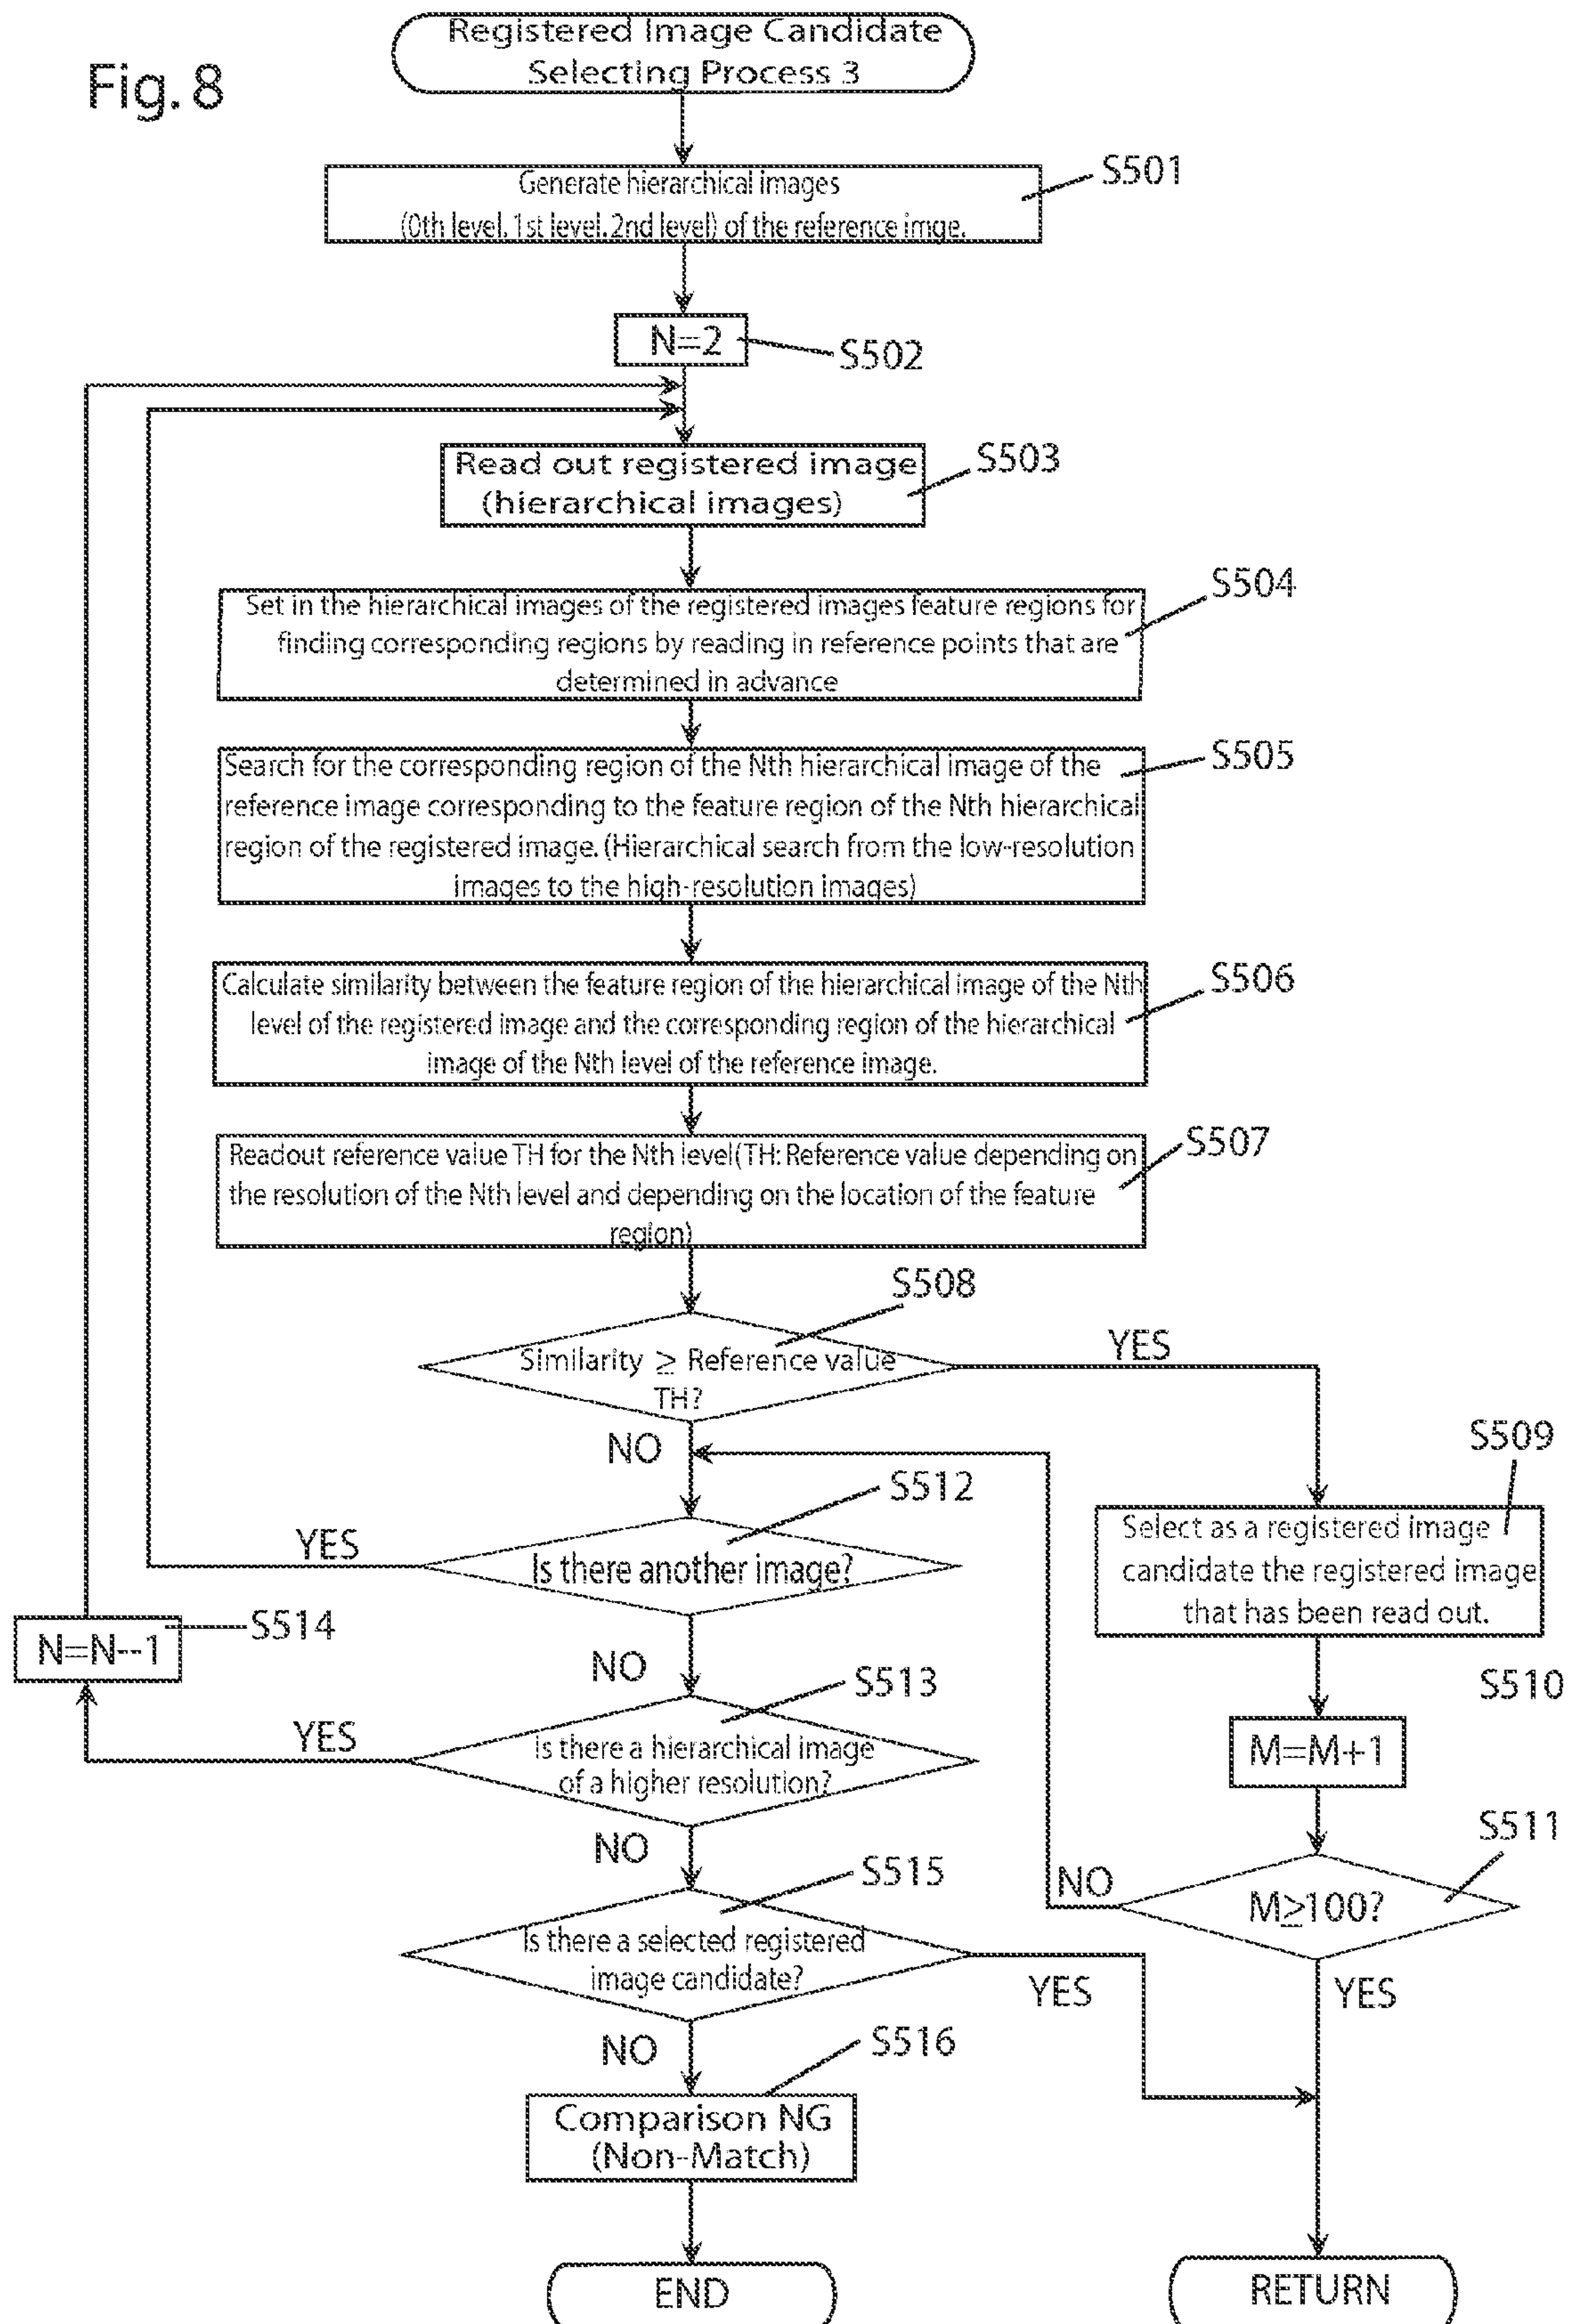 Fig. 8
Registered Image Candidate
Selecting Process 3
S501
Generate hierarchical images
(0th level, 1st level, 2nd level) of the reference imge.
N=2
S502
Read out registered image
(hierarchical images)
S503
S504
Set in the hierarchical images of the registered images feature regions for
finding corresponding regions by reading in reference points that are
determined in advance
S505
Search for the corresponding region of the Nth hierarchical image of the
reference image corresponding to the feature region of the Nth hierarchical
region of the registered image. (Hierarchical search from the low-resolution
images to the high-resolution images)
S506
Calculate similarity between the feature region of the hierarchical image of the Nth
level of the registered image and the corresponding region of the hierarchical
image of the Nth level of the reference image.
S507
Readout reference value TH for the Nth level(TH: Reference value depending on
the resolution of the Nth level and depending on the location of the feature
region)
S508
Similarity ≥ Reference value
TH?
YES
NO
S509
Select as a registered image
candidate the registered image
that has been read out.
S510
M=M+1
S511
M≥100?
NO
YES
S512
Is there another image?
YES
NO
S514
N=N--1
S513
Is there a hierarchical image
of a higher resolution?
YES
NO
S515
Is there a selected registered
image candidate?
YES
NO
S516
Comparison NG
(Non-Match)
END
RETURN